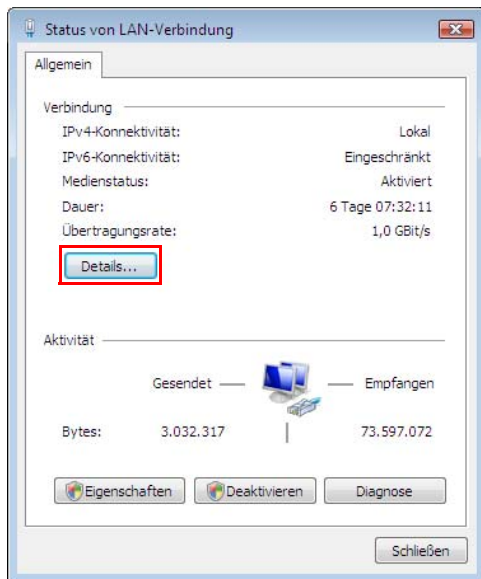 Status von LAN-Verbindung
Allgemein
Verbindung
IPv4-Konnektivität: Lokal
IPv6-Konnektivität: Eingeschränkt
Medienstatus: Aktiviert
Dauer: 6 Tage 07:32:11
Übertragungsrate: 1,0 GBit/s
Details...
Aktivität
Gesendet Empfangen
Bytes: 3.032.317 73.597.072
Eigenschaften Deaktivieren Diagnose
Schließen